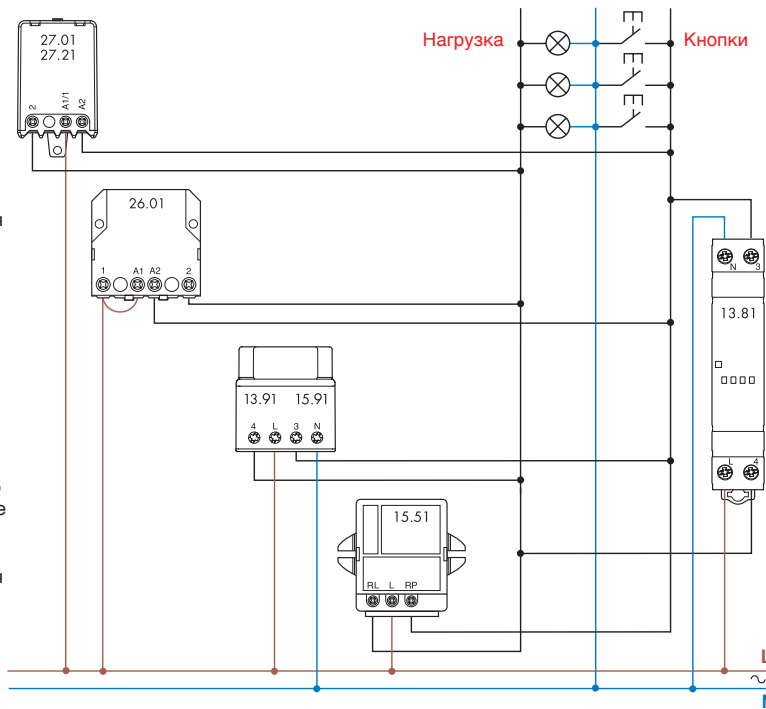 27.01
27.21
2 A1/1 A2
Нагрузка
Кнопки
я
26.01
1 A1 A2 2
N 3
13.81
L 4
13.91 15.91
4 L 3 N
е
15.51
RL L RP
я
L
~